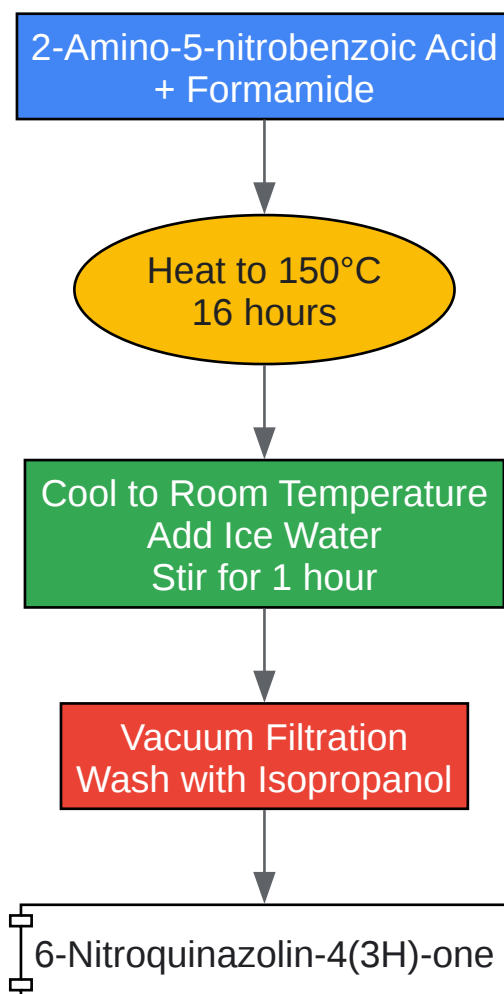 2-Amino-5-nitrobenzoic Acid
+ Formamide
Heat to 150°C
16 hours
Cool to Room Temperature
Add Ice Water
Stir for 1 hour
Vacuum Filtration
Wash with Isopropanol
6-Nitroquinazolin-4(3H)-one